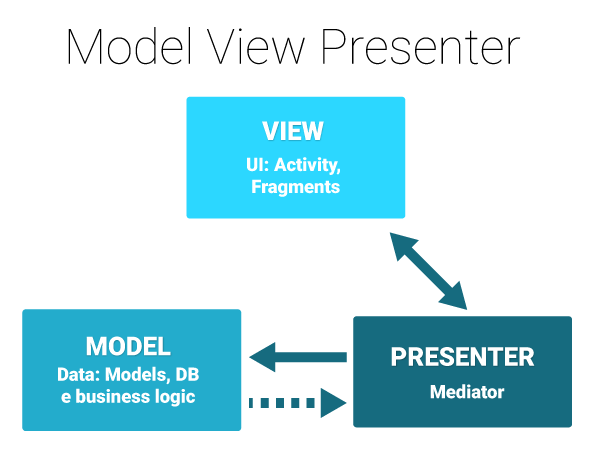 Model View Presenter
VIEW
UI: Activity,
Fragments
MODEL
Data: Models, DB
e business logic
PRESENTER
Mediator